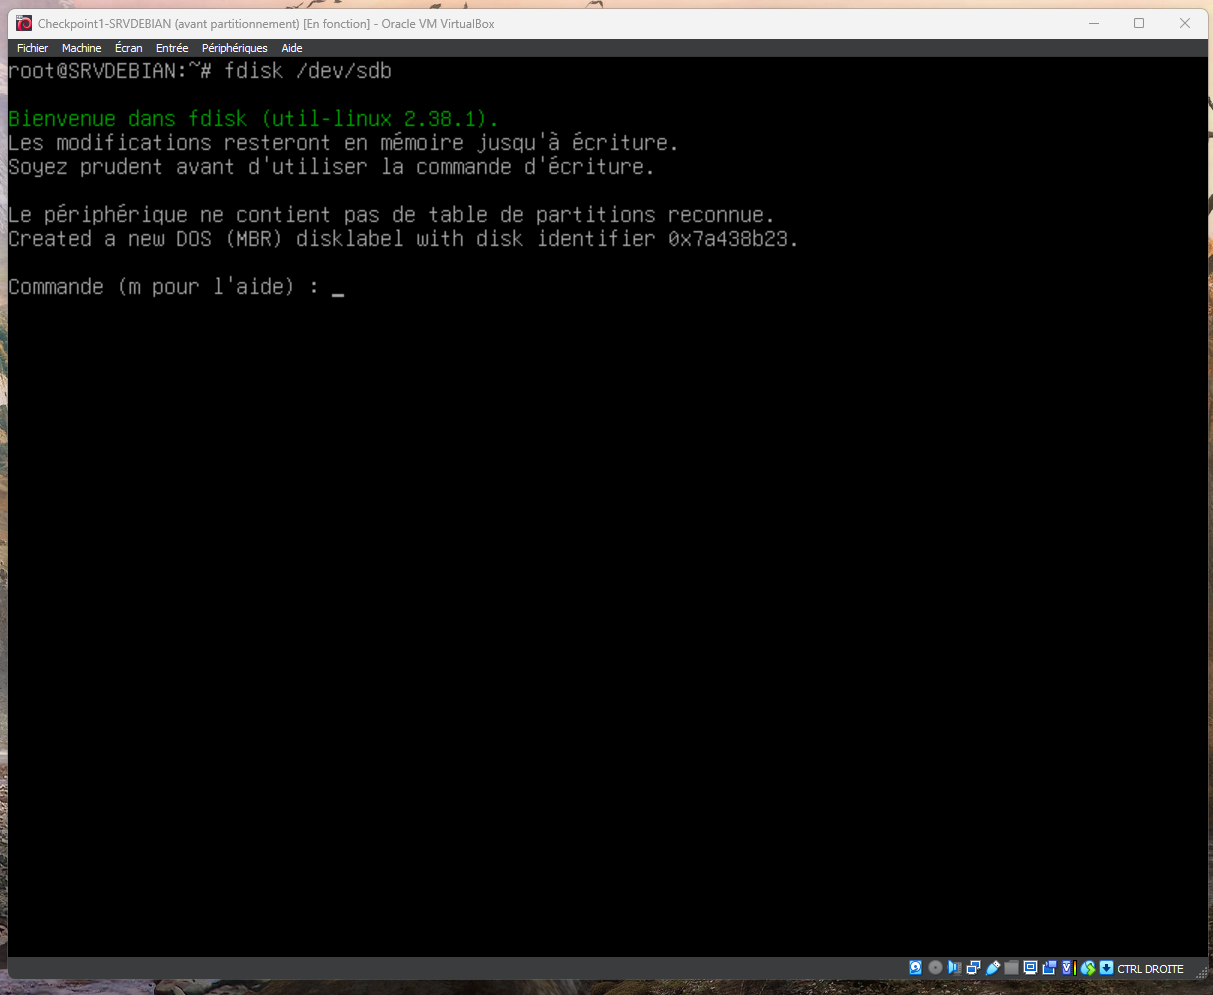 Checkpoint1-SRVDEBIAN (avant partitionnement) [En fonction] - Oracle VM VirtualBox
Fichier Machine Écran Entrée Périphériques Aide
root@SRVDEBIAN:~# fdisk /dev/sdb
Bienvenue dans fdisk (util-linux 2.38.1).
Les modifications resteront en mémoire jusqu'à écriture.
Soyez prudent avant d'utiliser la commande d'écriture.
Le périphérique ne contient pas de table de partitions reconnue.
Created a new DOS (MBR) disklabel with disk identifier 0x7a438b23.
Commande (m pour l'aide) : _
CTRL DROITE